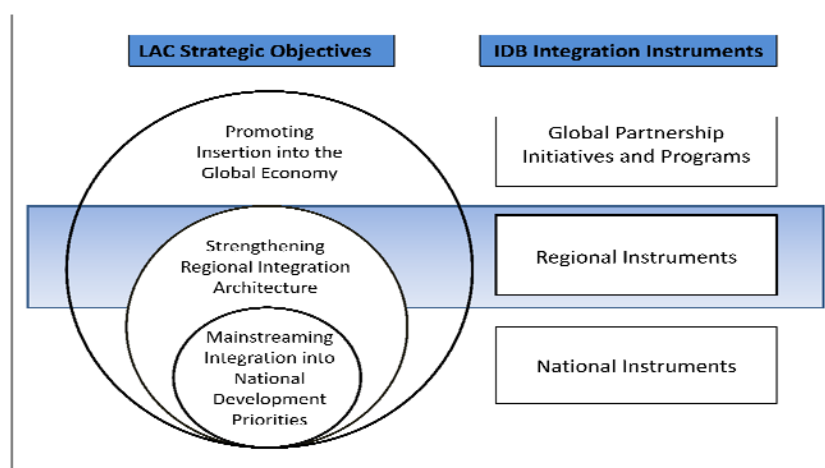 LAC Strategic Objectives
IDB Integration Instruments
Promoting
Insertion into the
Global Economy
Global Partnership
Initiatives and Programs
Strengthening
Regional Integration
Architecture
Regional Instruments
Mainstreaming
Integration into
National
Development
Priorities
National Instruments